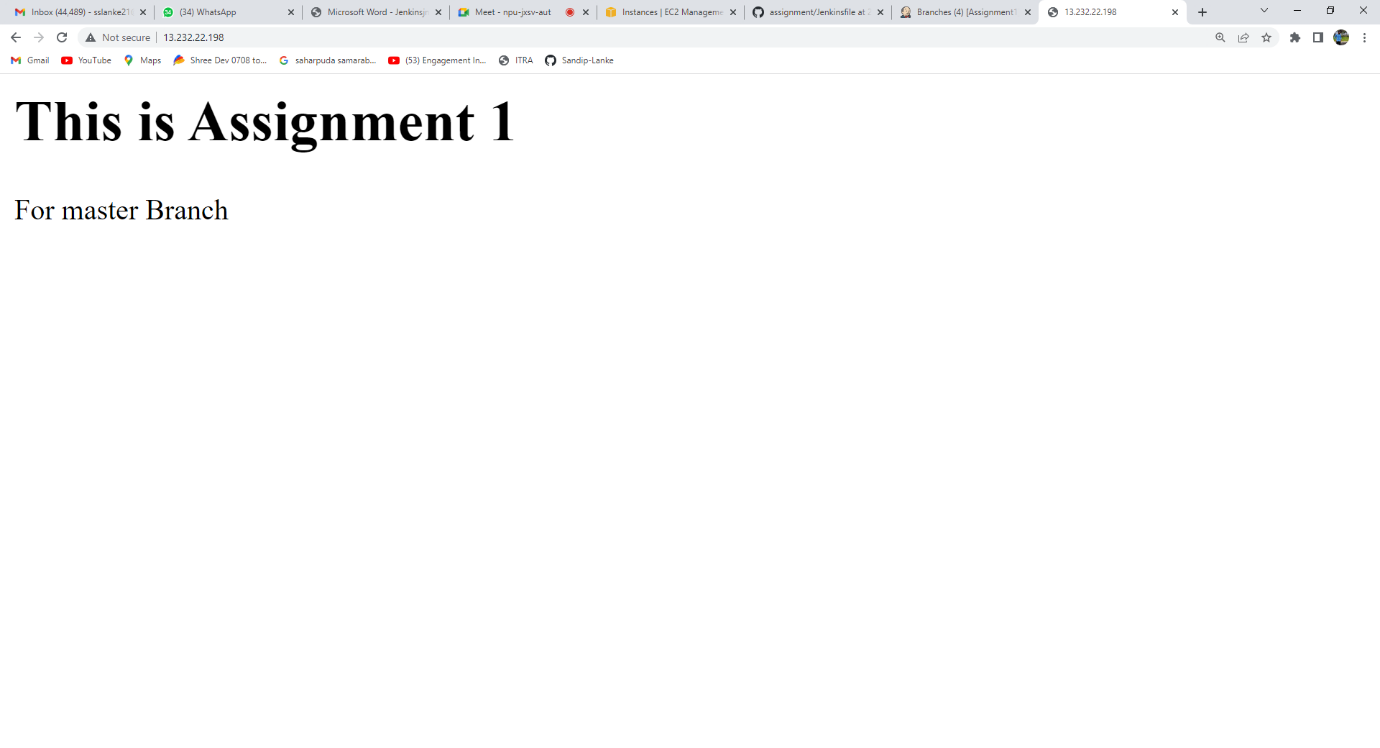 Inbox (44,489) - sslanke21
(34) WhatsApp
Microsoft Word - Jenkins
Meet - npu-jxsv-aut
Instances | EC2 Manageme
assignment/Jenkinsfile at
Branches (4) [Assignment
13.232.22.198
Not secure
13.232.22.198
Gmail
YouTube
Maps
Shree Dev 0708 to...
saharpuda samarab...
(53) Engagement In...
ITRA
Sandip-Lanke
This is Assignment 1
For master Branch